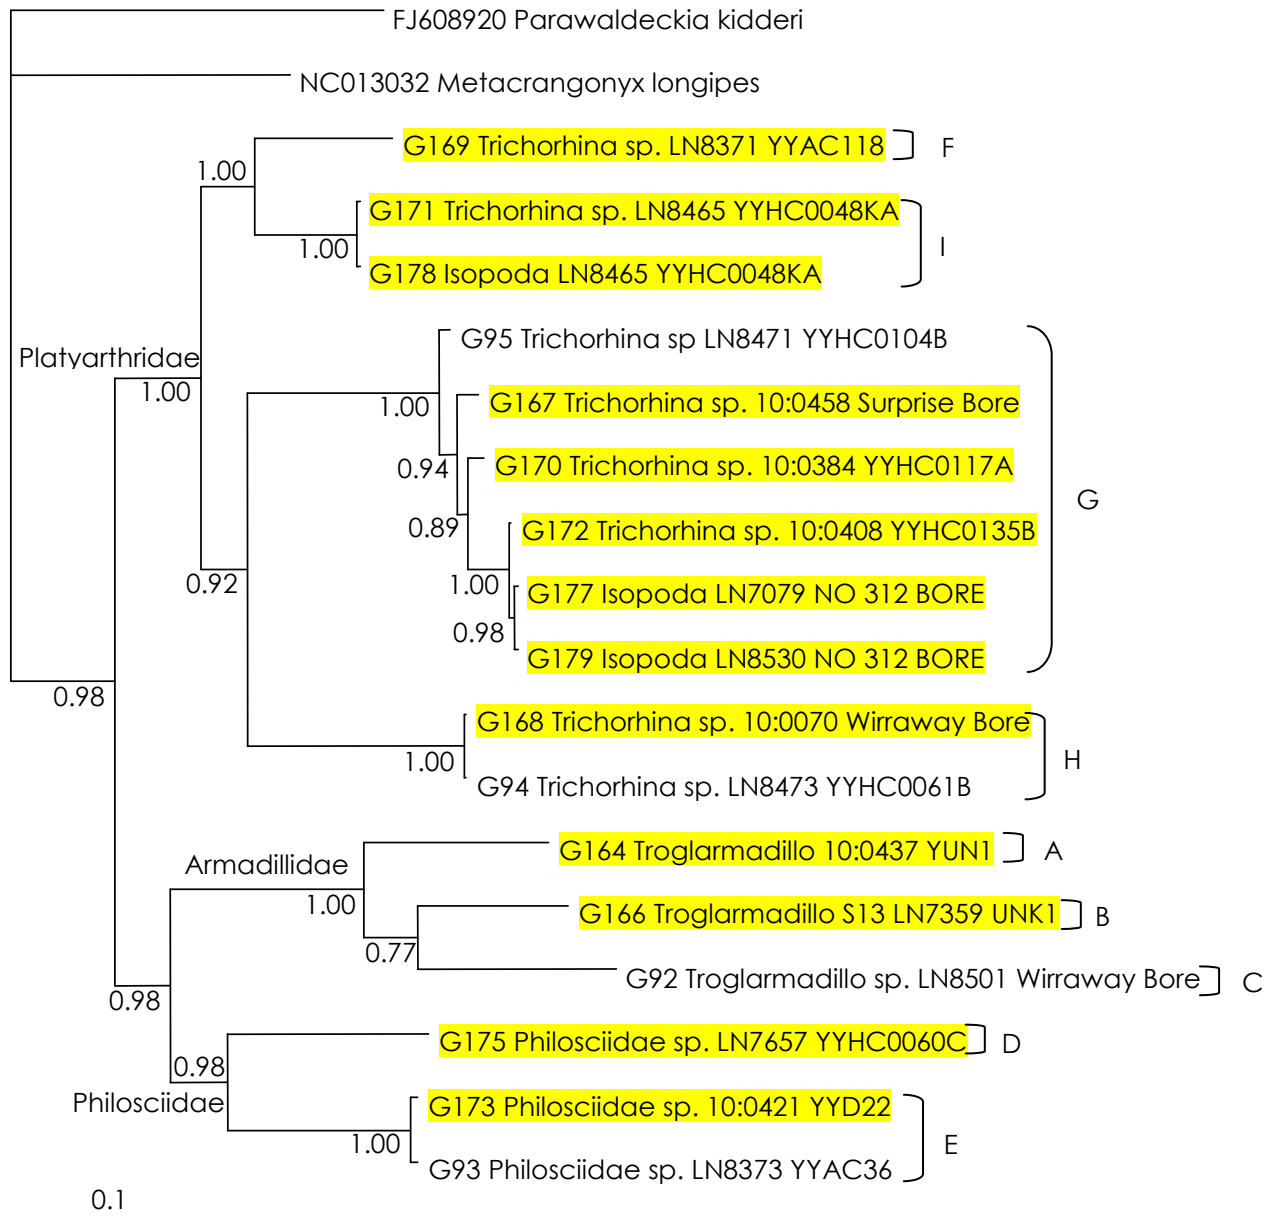 FJ608920 Parawaldeckia kidderi
NC013032 Metacrangonyx longipes
G169 Trichorhina sp. LN8371 YYAC118
F
1.00
G171 Trichorhina sp. LN8465 YYHC0048KA
I
1.00
G178 Isopoda LN8465 YYHC0048KA
G95 Trichorhina sp LN8471 YYHC0104B
Platyarthridae
1.00
G167 Trichorhina sp. 10:0458 Surprise Bore
1.00
G170 Trichorhina sp. 10:0384 YYHC0117A
0.94
G
0.89
G172 Trichorhina sp. 10:0408 YYHC0135B
0.92
1.00
G177 Isopoda LN7079 NO 312 BORE
0.98
G179 Isopoda LN8530 NO 312 BORE
0.98
G168 Trichorhina sp. 10:0070 Wirraway Bore
1.00
H
G94 Trichorhina sp. LN8473 YYHC0061B
G164 Troglarmadillo 10:0437 YUN1
A
Armadillidae
1.00
G166 Troglarmadillo S13 LN7359 UNK1
B
0.77
G92 Troglarmadillo sp. LN8501 Wirraway Bore
C
0.98
G175 Philosciidae sp. LN7657 YYHC0060C
D
0.98
Philosciidae
G173 Philosciidae sp. 10:0421 YYD22
1.00
E
G93 Philosciidae sp. LN8373 YYAC36
0.1